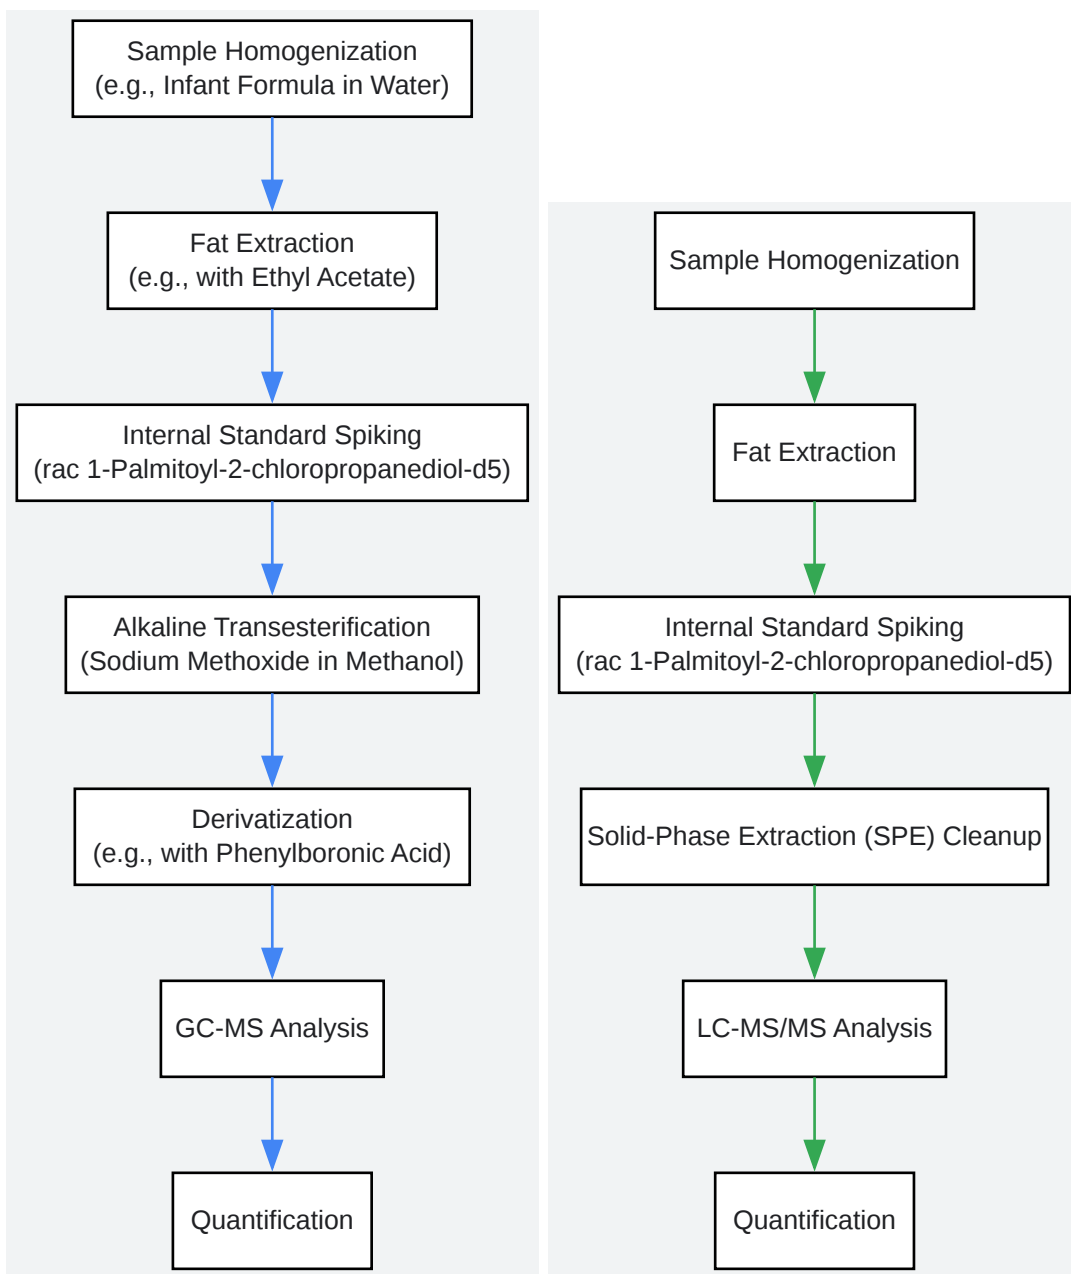 Sample Homogenization
(e.g., Infant Formula in Water)
Fat Extraction
(e.g., with Ethyl Acetate)
Internal Standard Spiking
(rac 1-Palmitoyl-2-chloropropanediol-d5)
Alkaline Transesterification
(Sodium Methoxide in Methanol)
Derivatization
(e.g., with Phenylboronic Acid)
GC-MS Analysis
Quantification
Sample Homogenization
Fat Extraction
Internal Standard Spiking
(rac 1-Palmitoyl-2-chloropropanediol-d5)
Solid-Phase Extraction (SPE) Cleanup
LC-MS/MS Analysis
Quantification